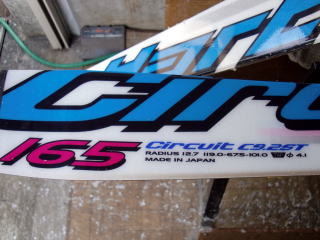 HART
Circ
165
Circuit C9.2ST
RADIUS 12.7 119.0-67.5-101.0
4.1
MADE IN JAPAN